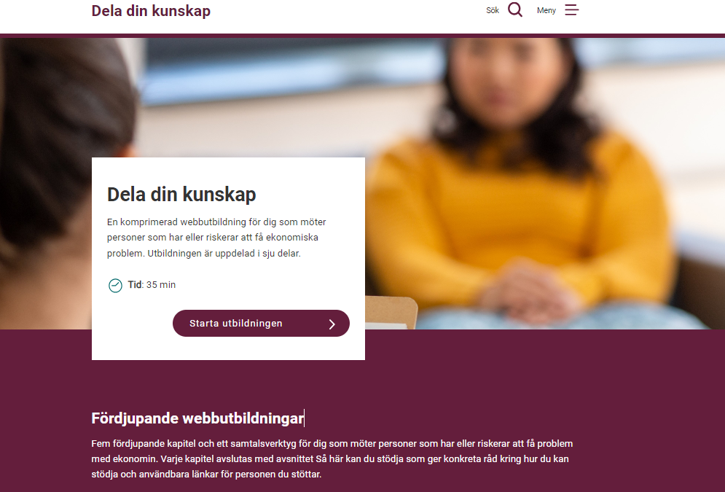 Dela din kunskap
Sök
Meny
Dela din kunskap
En komprimerad webbutbildning för dig som möter
personer som har eller riskerar att få ekonomiska
problem. Utbildningen är uppdelad i sju delar.
Tid: 35 min
Starta utbildningen
Fördjupande webbutbildningar
Fem fördjupande kapitel och ett samtalsverktyg för dig som möter personer som har eller riskerar att få problem
med ekonomin. Varje kapitel avslutas med avsnittet Så här kan du stödja som ger konkreta råd kring hur du kan
stödja och användbara länkar för personen du stöttar.